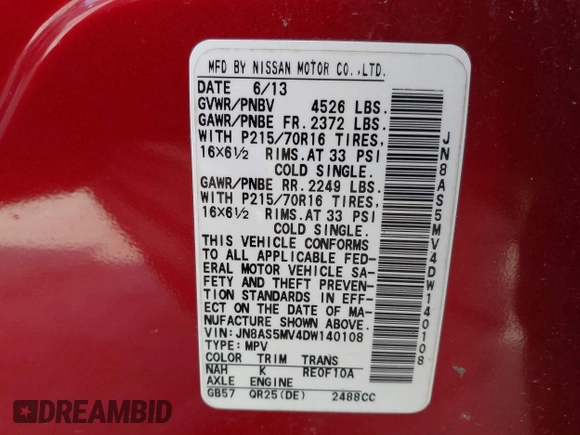 MFD BY NISSAN MOTOR CO.,LTD.
DATE 6/13
GVWR/PNBV 4526 LBS.
GAWR/PNBE FR. 2372 LBS.
WITH P215/70R16 TIRES,
16×6½ RIMS. AT 33 PSI
COLD SINGLE.
GAWR/PNBE RR. 2249 LBS.
WITH P215/70R16 TIRES,
16×6½ RIMS. AT 33 PSI
COLD SINGLE.
THIS VEHICLE CONFORMS
TO ALL APPLICABLE FED-
ERAL MOTOR VEHICLE SA-
FETY AND THEFT PREVEN-
TION STANDARDS IN EFF-
ECT ON THE DATE OF MA-
NUFACTURE SHOWN ABOVE.
VIN: JN8AS5MV4DW140108
TYPE: MPV
COLOR TRIM TRANS
NAH K RE0F10A
AXLE ENGINE
GB57 QR25(DE) 2488CC
JN8AS5MV4DW140108
DREAMBID